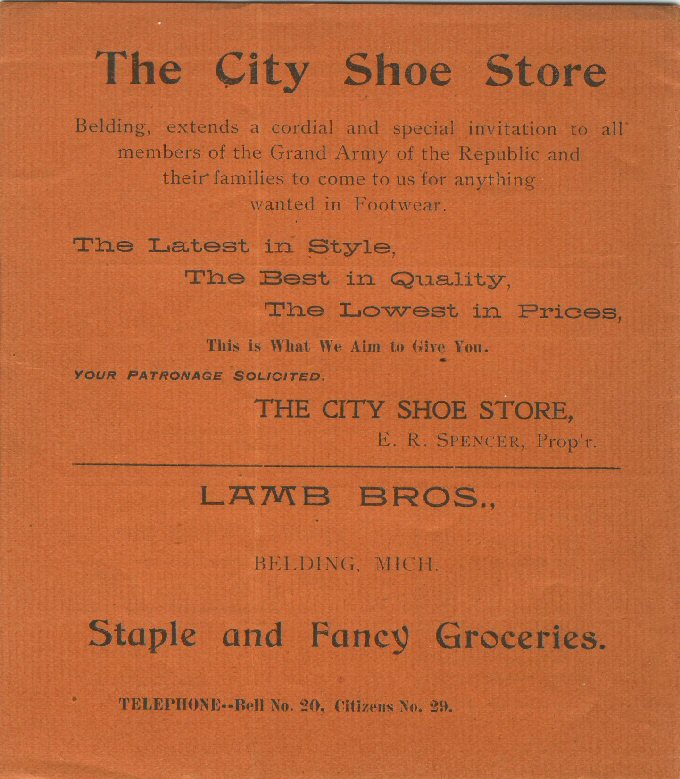 The City Shoe Store
Belding, extends a cordial and special invitation to all
members of the Grand Army of the Republic and
their families to come to us for anything
wanted in Footwear.
The Latest in Style,
The Best in Quality,
The Lowest in Prices,
This is What We Aim to Give You.
YOUR PATRONAGE SOLICITED.
THE CITY SHOE STORE,
E. R. SPENCER, Prop'r.
LAMB BROS.,
BELDING, MICH.
Staple and Fancy Groceries.
TELEPHONE--Bell No. 20, Citizens No. 29.